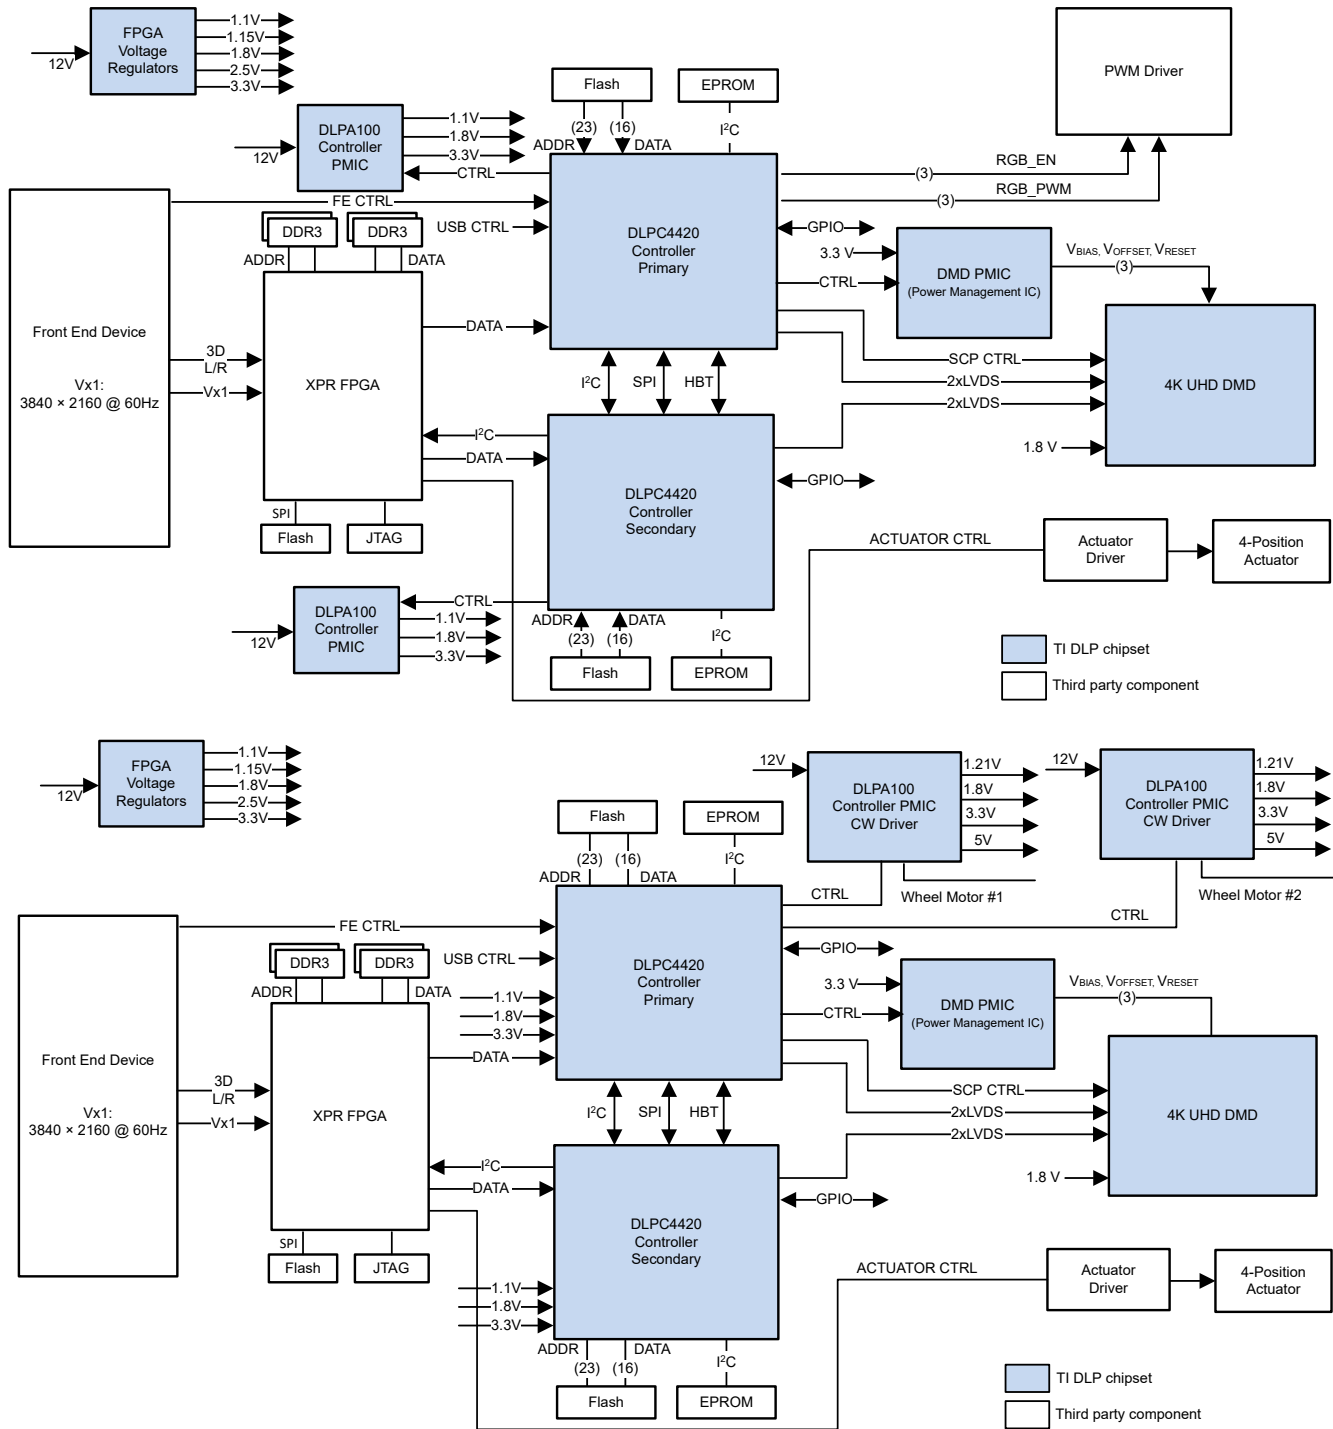 FPGA
Voltage
Regulators
12V
1.1V
1.15V
1.8V
2.5V
3.3V
DLPA100
Controller
PMIC
12V
1.1V
1.8V
3.3V
CTRL
Flash
(23)
(16)
ADDR
DATA
EPROM
I²C
PWM Driver
RGB_EN
(3)
RGB_PWM
(3)
FE CTRL
USB CTRL
DLPC4420
Controller
Primary
GPIO
3.3 V
CTRL
DMD PMIC
(Power Management IC)
VBIAS, VOFFSET, VRESET
(3)
DDR3
DDR3
ADDR
DATA
Front End Device
Vx1:
3840 × 2160 @ 60Hz
3D
L/R
Vx1
XPR FPGA
DATA
SCP CTRL
2xLVDS
2xLVDS
4K UHD DMD
1.8 V
I²C
SPI
HBT
I²C
DATA
DLPC4420
Controller
Secondary
GPIO
SPI
Flash
JTAG
ACTUATOR CTRL
Actuator
Driver
4-Position
Actuator
DLPA100
Controller
PMIC
12V
CTRL
1.1V
1.8V
3.3V
ADDR
DATA
(23)
(16)
Flash
I²C
EPROM
TI DLP chipset
Third party component
FPGA
Voltage
Regulators
12V
1.1V
1.15V
1.8V
2.5V
3.3V
12V
DLPA100
Controller PMIC
CW Driver
1.21V
1.8V
3.3V
5V
12V
DLPA100
Controller PMIC
CW Driver
1.21V
1.8V
3.3V
5V
Flash
(23)
(16)
ADDR
DATA
EPROM
I²C
CTRL
Wheel Motor #1
CTRL
Wheel Motor #2
FE CTRL
USB CTRL
1.1V
1.8V
3.3V
DLPC4420
Controller
Primary
GPIO
3.3 V
CTRL
DMD PMIC
(Power Management IC)
VBIAS, VOFFSET, VRESET
(3)
DDR3
DDR3
ADDR
DATA
Front End Device
Vx1:
3840 × 2160 @ 60Hz
3D
L/R
Vx1
XPR FPGA
DATA
SCP CTRL
2xLVDS
2xLVDS
4K UHD DMD
1.8 V
I²C
SPI
HBT
I²C
DATA
DLPC4420
Controller
Secondary
GPIO
SPI
Flash
JTAG
1.1V
1.8V
3.3V
ACTUATOR CTRL
Actuator
Driver
4-Position
Actuator
ADDR
DATA
(23)
(16)
Flash
I²C
EPROM
TI DLP chipset
Third party component